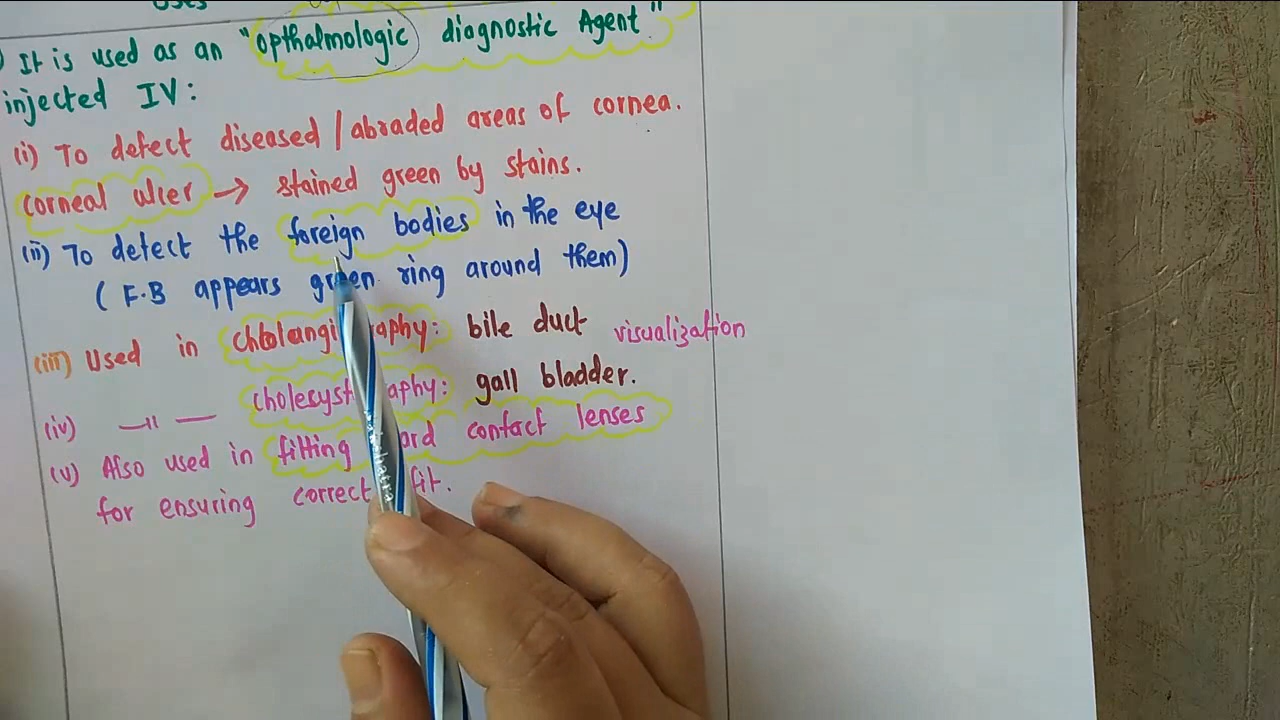 Uses
) It is used as an "opthalmologic diagnostic Agent"
injected IV:
(i) To detect diseased / abraded areas of cornea.
corneal ulcer → stained green by stains.
(ii) To detect the foreign bodies in the eye
( F.B appears green ring around them)
(iii) Used in bile duct visualization
(iv) —"— gall bladder.
(v) Also used in fitting contact lenses
for ensuring correct fit.